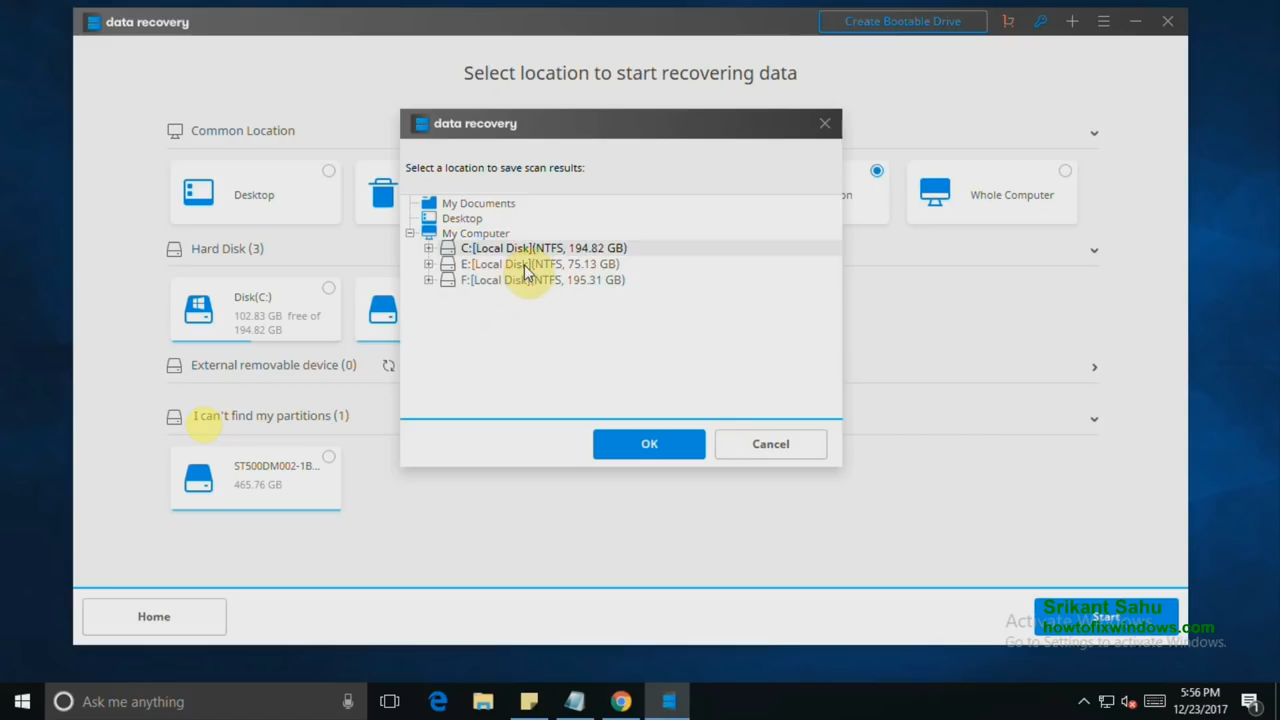 data recovery
Create Bootable Drive
Select location to start recovering data
Common Location
Desktop
on
Whole Computer
data recovery
Select a location to save scan results:
My Documents
Desktop
My Computer
C:[Local Disk](NTFS, 194.82 GB)
E:[Local Disk](NTFS, 75.13 GB)
F:[Local Disk](NTFS, 195.31 GB)
OK
Cancel
Hard Disk (3)
Disk(C:)
102.83 GB free of
194.82 GB
External removable device (0)
I can't find my partitions (1)
ST500DM002-1B...
465.76 GB
Home
Start
Srikant Sahu
howtofixwindows.com
Activate Windows
Go to Settings to activate Windows.
Ask me anything
5:56 PM
12/23/2017
1